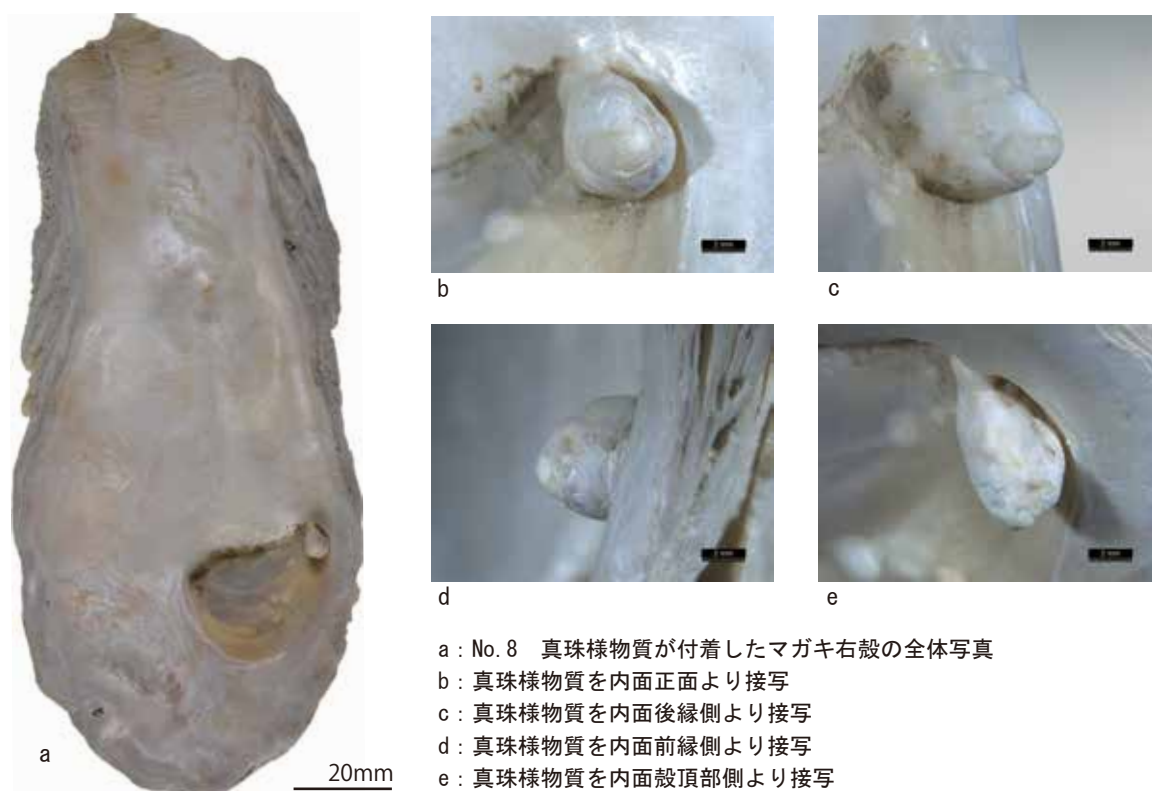 b
c
d
e
a
20mm
a：No.8　真珠様物質が付着したマガキ右殻の全体写真
b：真珠様物質を内面正面より接写
c：真珠様物質を内面後縁側より接写
d：真珠様物質を内面前縁側より接写
e：真珠様物質を内面殻頂部側より接写